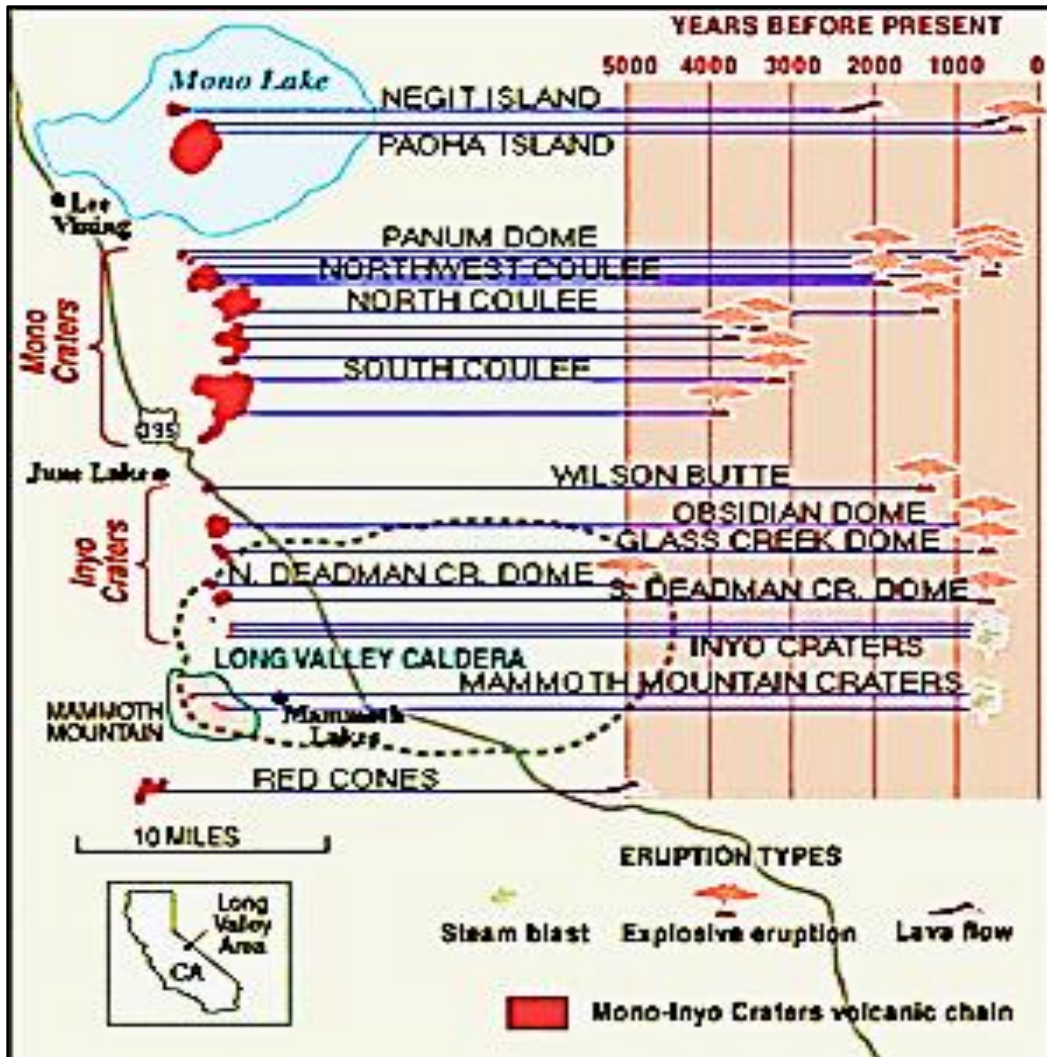 YEARS BEFORE PRESENT
5000 4000 3000 2000 1000 0
Mono Lake
NEGIT ISLAND
PAOHA ISLAND
Lee
Vining
PANUM DOME
NORTHWEST COULEE
NORTH COULEE
Mono
Craters
SOUTH COULEE
395
June Lake
WILSON BUTTE
OBSIDIAN DOME
Inyo
Craters
GLASS CREEK DOME
N. DEADMAN CR. DOME
S. DEADMAN CR. DOME
INYO CRATERS
LONG VALLEY CALDERA
MAMMOTH MOUNTAIN CRATERS
MAMMOTH
MOUNTAIN
Mammoth
Lakes
RED CONES
10 MILES
ERUPTION TYPES
Long
Valley
Area
CA
Steam blast
Explosive eruption
Lava flow
Mono-Inyo Craters volcanic chain